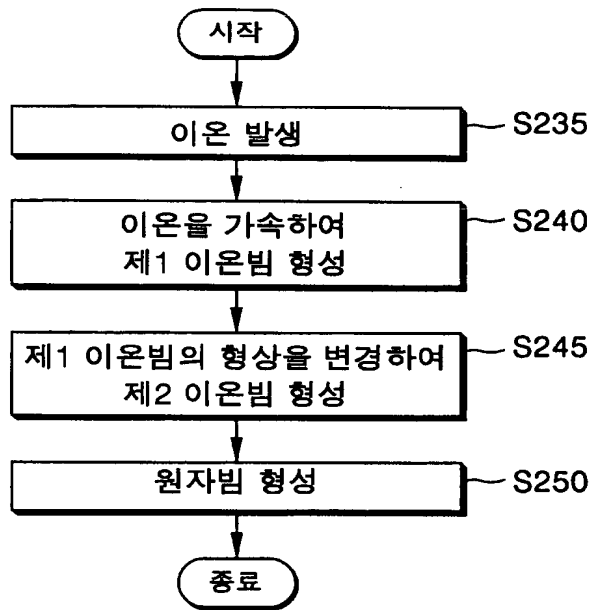 시작
이온 발생
S235
이온을 가속하여
제1 이온빔 형성
S240
제1 이온빔의 형상을 변경하여
제2 이온빔 형성
S245
원자빔 형성
S250
종료